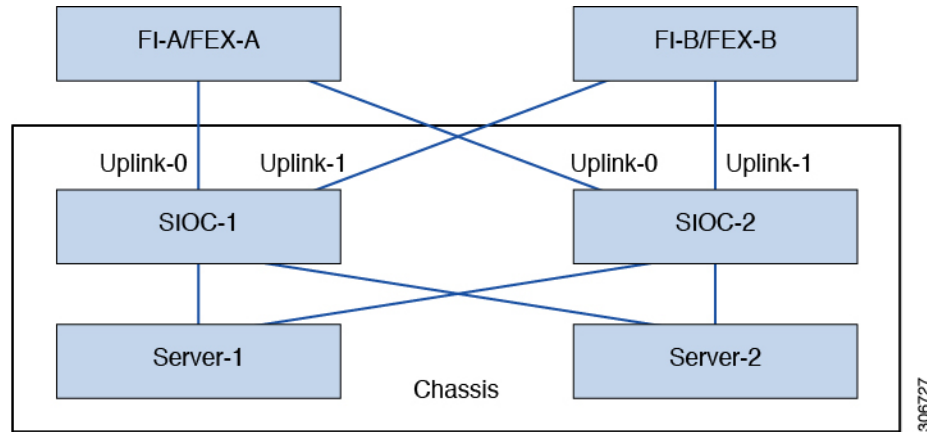 FI-A/FEX-A
FI-B/FEX-B
Uplink-0
Uplink-1
Uplink-0
Uplink-1
SIOC-1
SIOC-2
Server-1
Server-2
Chassis
306727